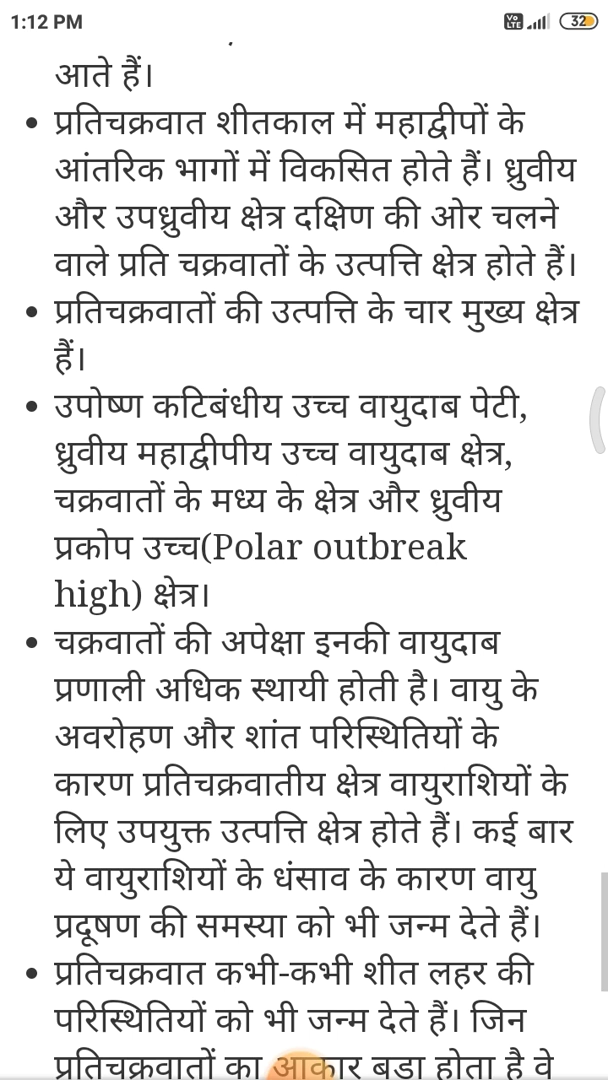 1:12 PM
Vo LTE
32
आते हैं।
• प्रतिचक्रवात शीतकाल में महाद्वीपों के
आंतरिक भागों में विकसित होते हैं। ध्रुवीय
और उपध्रुवीय क्षेत्र दक्षिण की ओर चलने
वाले प्रति चक्रवातों के उत्पत्ति क्षेत्र होते हैं।
• प्रतिचक्रवातों की उत्पत्ति के चार मुख्य क्षेत्र
हैं।
• उपोष्ण कटिबंधीय उच्च वायुदाब पेटी,
ध्रुवीय महाद्वीपीय उच्च वायुदाब क्षेत्र,
चक्रवातों के मध्य के क्षेत्र और ध्रुवीय
प्रकोप उच्च(Polar outbreak
high) क्षेत्र।
• चक्रवातों की अपेक्षा इनकी वायुदाब
प्रणाली अधिक स्थायी होती है। वायु के
अवरोहण और शांत परिस्थितियों के
कारण प्रतिचक्रवातीय क्षेत्र वायुराशियों के
लिए उपयुक्त उत्पत्ति क्षेत्र होते हैं। कई बार
ये वायुराशियों के धंसाव के कारण वायु
प्रदूषण की समस्या को भी जन्म देते हैं।
• प्रतिचक्रवात कभी-कभी शीत लहर की
परिस्थितियों को भी जन्म देते हैं। जिन
प्रतिचक्रवातों का आकार बडा होता है वे